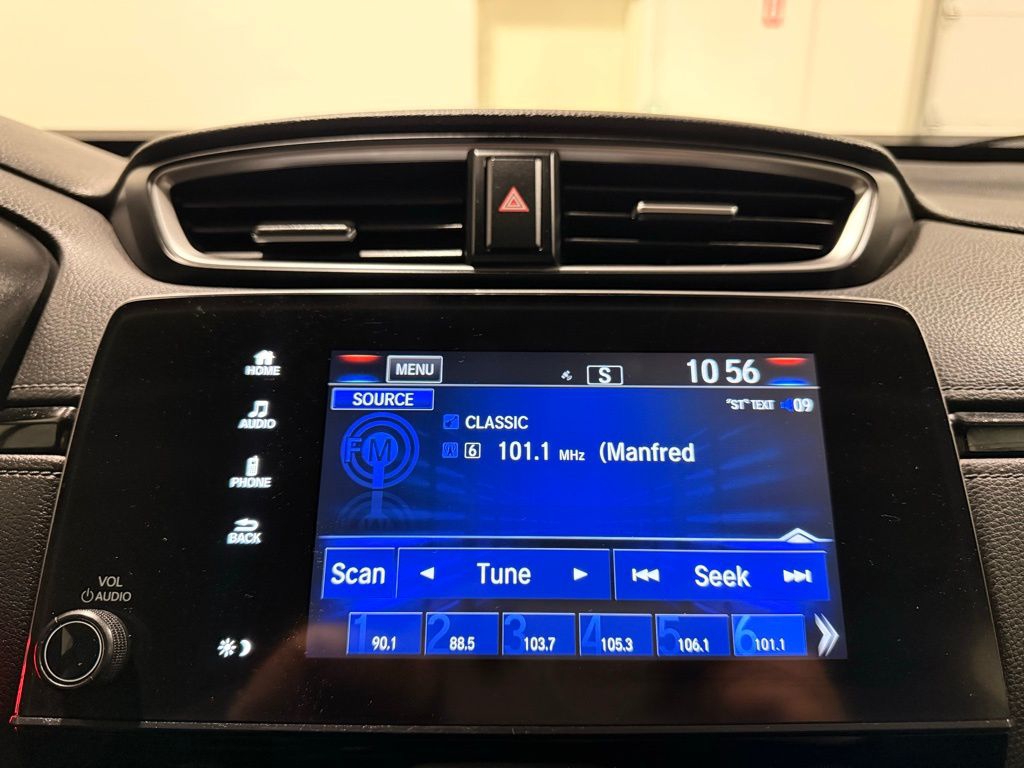 HOME
AUDIO
PHONE
BACK
VOL
AUDIO
MENU
S
10 56
SOURCE
"ST" TEXT 09
FM
CLASSIC
6 101.1 MHz (Manfred
Scan Tune Seek
1 90.1 2 88.5 3 103.7 4 105.3 5 106.1 6 101.1